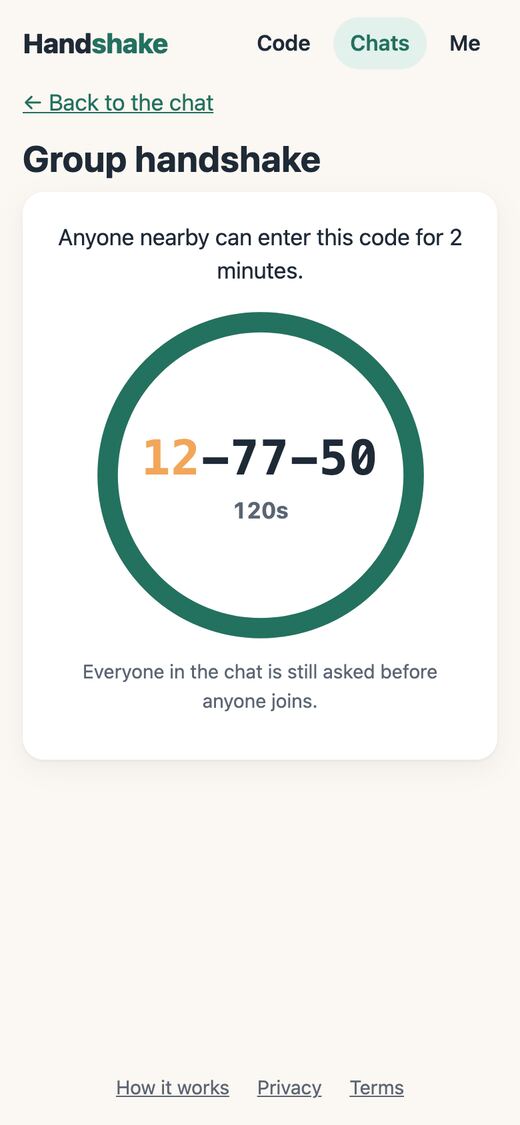 Handshake
Code
Chats
Me
← Back to the chat
Group handshake
Anyone nearby can enter this code for 2
minutes.
12–77–50
120s
Everyone in the chat is still asked before
anyone joins.
How it works
Privacy
Terms